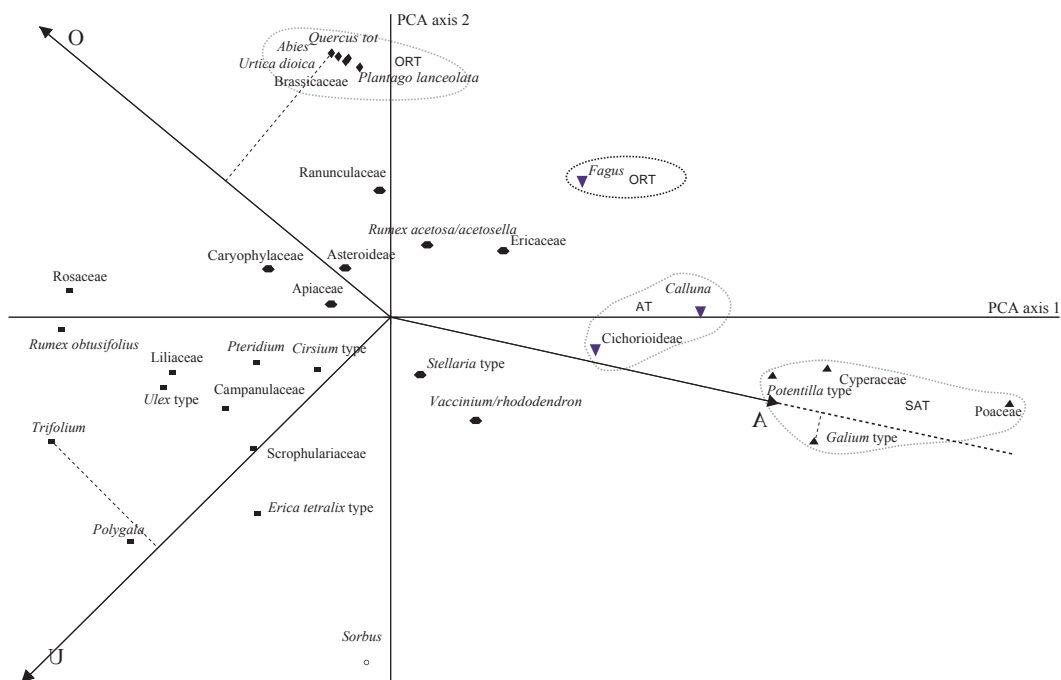 PCA axis 2
O
Quercus tot
Abies
ORT
Urtica dioica
Plantago lanceolata
Brassicaceae
Ranunculaceae
Fagus
ORT
Rumex acetosa/acetosella
Ericaceae
Caryophylaceae
Asteroideae
Rosaceae
Apiaceae
Calluna
AT
PCA axis 1
Rumex obtusifolius
Pteridium
Cirsium type
Cichorioideae
Liliaceae
Stellaria type
Ulex type
Campanulaceae
Potentilla type
Cyperaceae
Vaccinium/rhododendron
SAT
Poaceae
A
Trifolium
Galium type
Scrophulariaceae
Erica tetralix type
Polygala
Sorbus
U